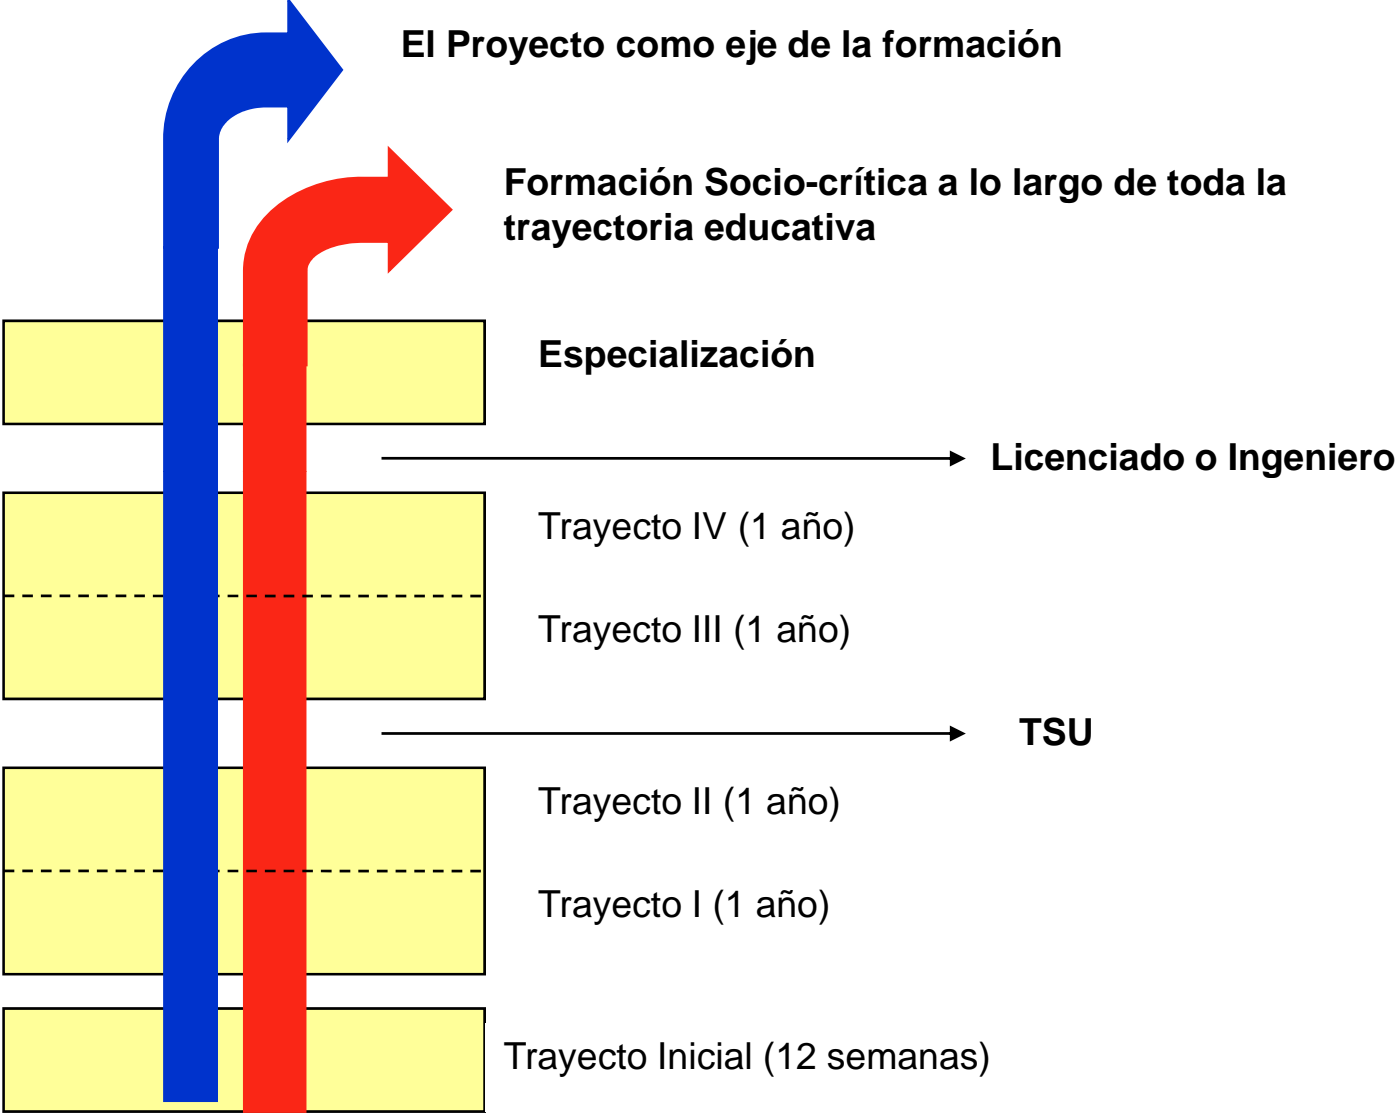 El Proyecto como eje de la formación
Formación Socio-crítica a lo largo de toda la
trayectoria educativa
Especialización
Licenciado o Ingeniero
Trayecto IV (1 año)
Trayecto III (1 año)
TSU
Trayecto II (1 año)
Trayecto I (1 año)
Trayecto Inicial (12 semanas)